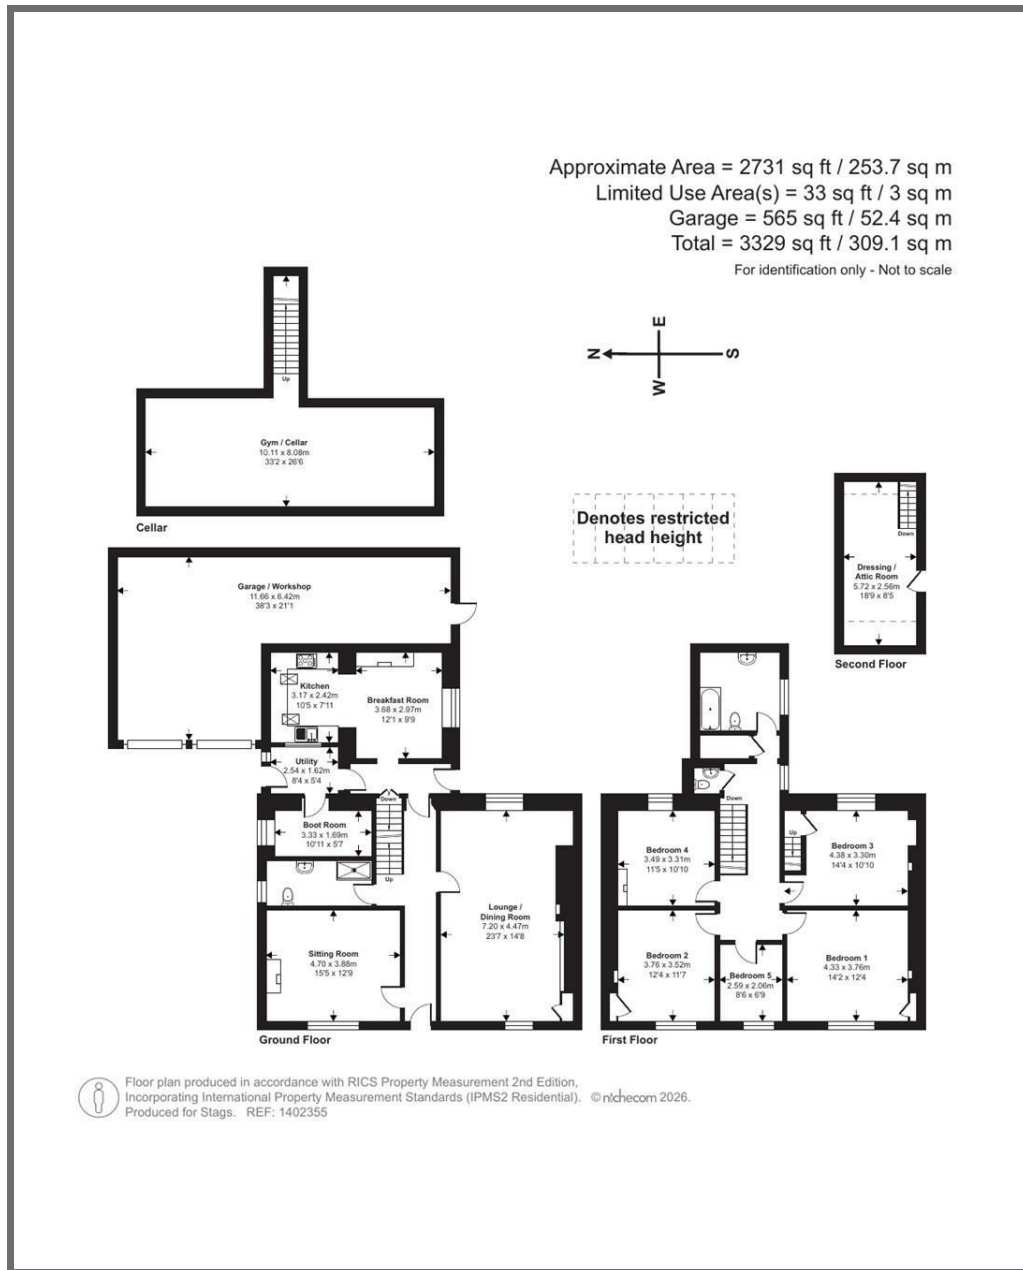 Approximate Area = 2731 sq ft / 253.7 sq m
Limited Use Area(s) = 33 sq ft / 3 sq m
Garage = 565 sq ft / 52.4 sq m
Total = 3329 sq ft / 309.1 sq m
For identification only - Not to scale
E
N
S
W
Up
Gym / Cellar
10.11 x 8.08m
33'2 x 26'6
Cellar
Denotes restricted
head height
Down
Dressing /
Attic Room
5.72 x 2.56m
18'9 x 8'5
Second Floor
Garage / Workshop
11.66 x 6.42m
38'3 x 21'1
Kitchen
3.17 x 2.42m
10'5 x 7'11
Breakfast Room
3.68 x 2.97m
12'1 x 9'9
Utility
2.54 x 1.62m
8'4 x 5'4
Down
Boot Room
3.33 x 1.69m
10'11 x 5'7
Up
Lounge /
Dining Room
7.20 x 4.47m
23'7 x 14'8
Sitting Room
4.70 x 3.88m
15'5 x 12'9
Ground Floor
Down
Up
Bedroom 4
3.49 x 3.31m
11'5 x 10'10
Bedroom 3
4.38 x 3.30m
14'4 x 10'10
Bedroom 2
3.76 x 3.52m
12'4 x 11'7
Bedroom 5
2.59 x 2.06m
8'6 x 6'9
Bedroom 1
4.33 x 3.76m
14'2 x 12'4
First Floor
Floor plan produced in accordance with RICS Property Measurement 2nd Edition,
Incorporating International Property Measurement Standards (IPMS2 Residential). © nichecom 2026.
Produced for Stags. REF: 1402355